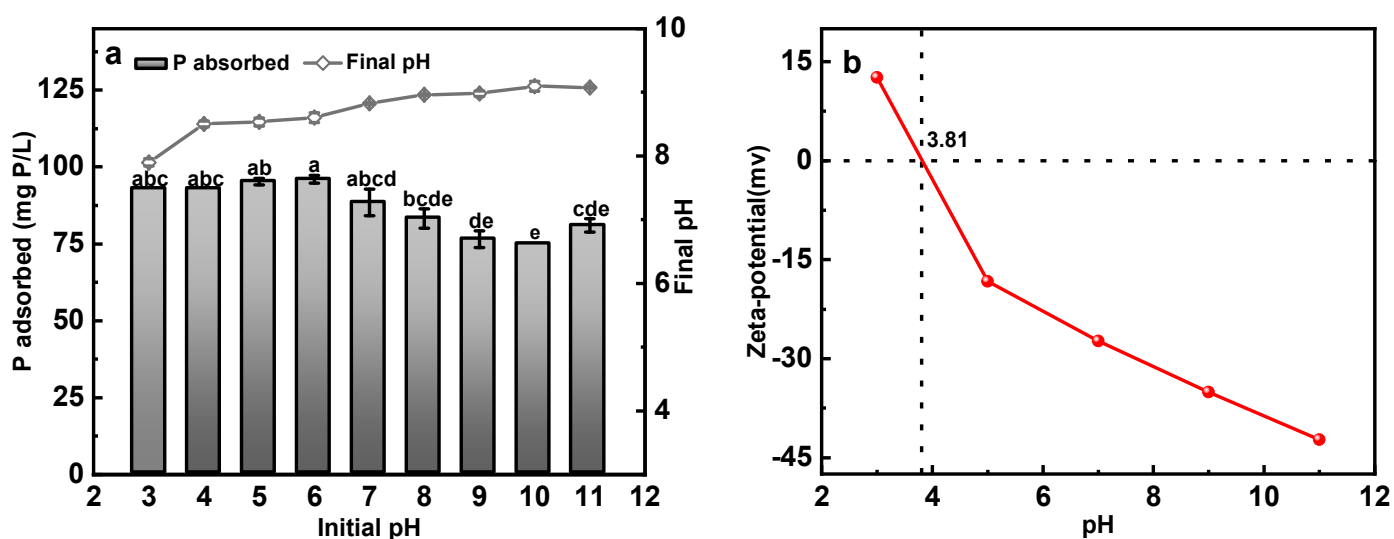 a
P absorbed
Final pH
P adsorbed (mg P/L)
125
100
75
50
25
0
abc
abc
ab
a
abcd
bcde
de
e
cde
10
8
6
4
Final pH
2 3 4 5 6 7 8 9 10 11 12
Initial pH
b
Zeta-potential(mv)
15
0
-15
-30
-45
3.81
2 4 6 8 10 12
pH